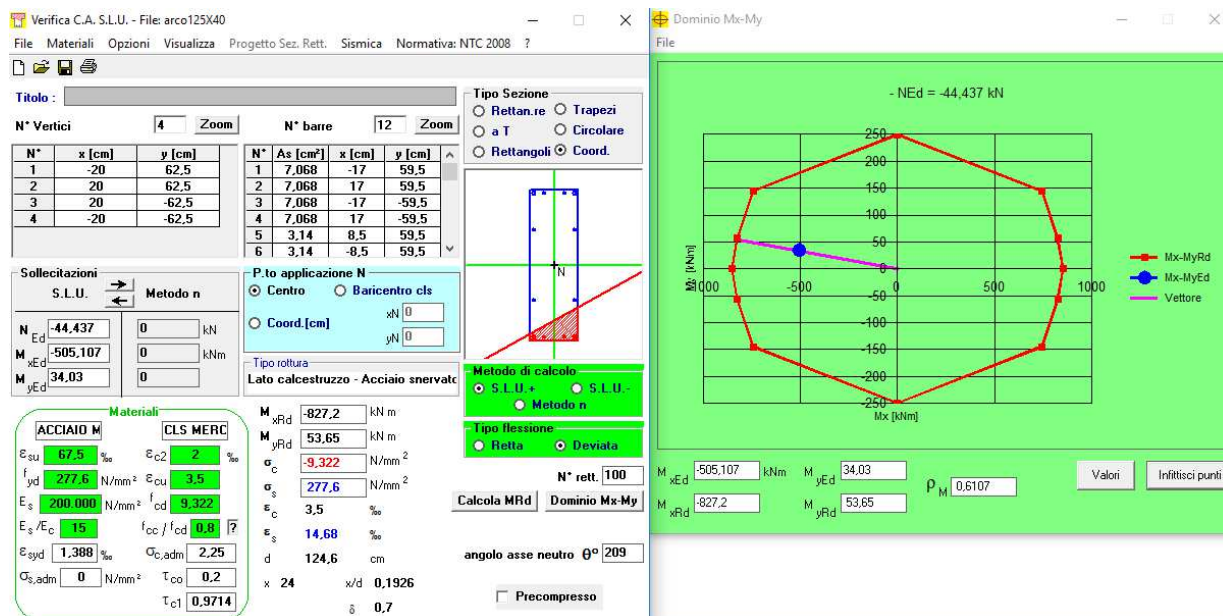 Verifica C.A. S.L.U. - File: arco125X40
File Materiali Opzioni Visualizza Progetto Sez. Rett. Sismica Normativa: NTC 2008 ?
Titolo :
N° Vertici 4 Zoom N° barre 12 Zoom
N° x [cm] y [cm]
1 -20 62,5
2 20 62,5
3 20 -62,5
4 -20 -62,5
N° As [cm²] x [cm] y [cm]
1 7,068 -17 59,5
2 7,068 17 59,5
3 7,068 -17 -59,5
4 7,068 17 -59,5
5 3,14 8,5 59,5
6 3,14 -8,5 59,5
Tipo Sezione
Rettan.re Trapezi
a T Circolare
Rettangoli Coord.
N
Sollecitazioni
S.L.U. Metodo n
N Ed -44,437 0 kN
M xEd -505,107 0 kNm
M yEd 34,03 0
P.to applicazione N
Centro Baricentro cls
Coord.[cm] xN 0
yN 0
Tipo rottura
Lato calcestruzzo - Acciaio snervato
Metodo di calcolo
S.L.U.+ S.L.U.-
Metodo n
Tipo flessione
Retta Deviata
N° rett. 100
Calcola MRd Dominio Mx-My
angolo asse neutro θ° 209
Precompresso
Materiali
ACCIAIO M CLS MERC
εsu 67,5 ‰ εc2 2 ‰
fyd 277,6 N/mm² εcu 3,5
Es 200.000 N/mm² fcd 9,322
Es/Ec 15 fcc / fcd 0,8 ?
εsyd 1,388 ‰ σc,adm 2,25
σs,adm 0 N/mm² τco 0,2
τc1 0,9714
M xRd -827,2 kN m
M yRd 53,65 kN m
σc -9,322 N/mm²
σs 277,6 N/mm²
εc 3,5 ‰
εs 14,68 ‰
d 124,6 cm
x 24 x/d 0,1926
δ 0,7
Dominio Mx-My
File
- NEd = -44,437 kN
250
200
150
100
50
0
-50
-100
-150
-200
-250
-1000 -500 0 500 1000
Mx [kNm]
Mx-MyRd
Mx-MyEd
Vettore
M xEd -505,107 kNm M yEd 34,03
M xRd -827,2 M yRd 53,65
ρM 0,6107
Valori Infittisci punti